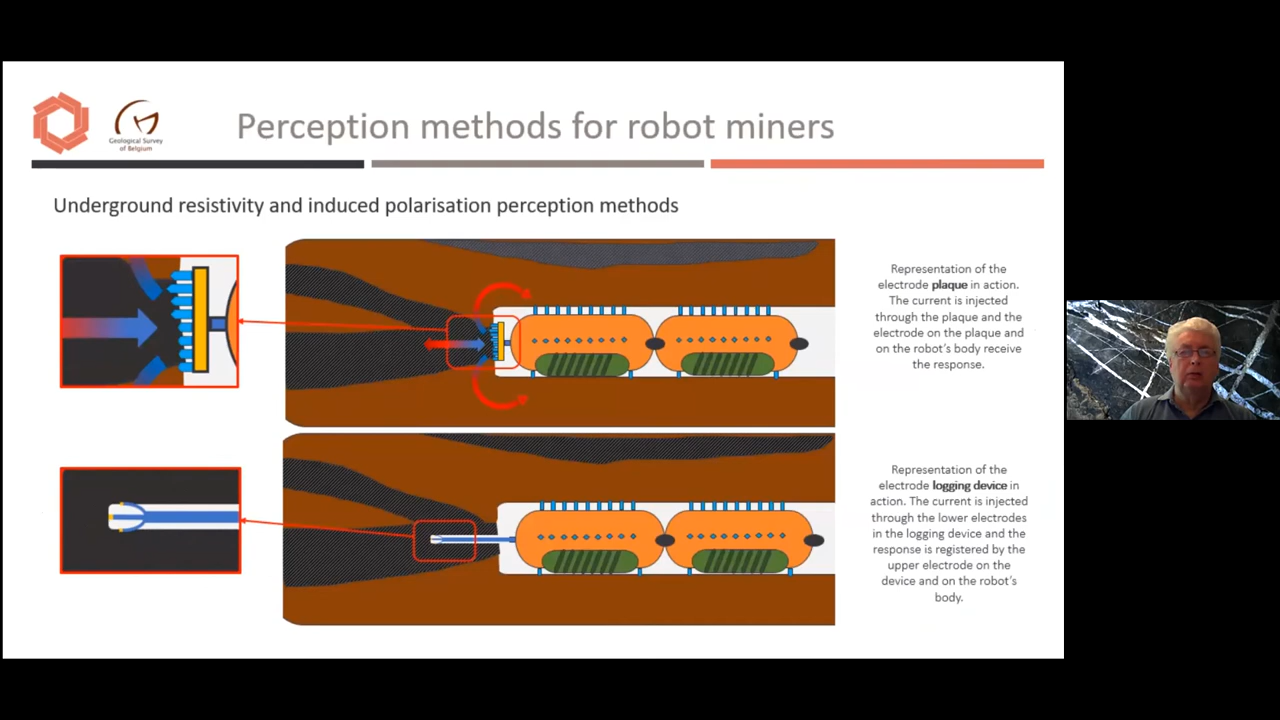 Geological Survey
of Belgium
Perception methods for robot miners
Underground resistivity and induced polarisation perception methods
Representation of the
electrode plaque in action.
The current is injected
through the plaque and the
electrode on the plaque and
on the robot's body receive
the response.
Representation of the
electrode logging device in
action. The current is injected
through the lower electrodes
in the logging device and the
response is registered by the
upper electrode on the
device and on the robot's
body.